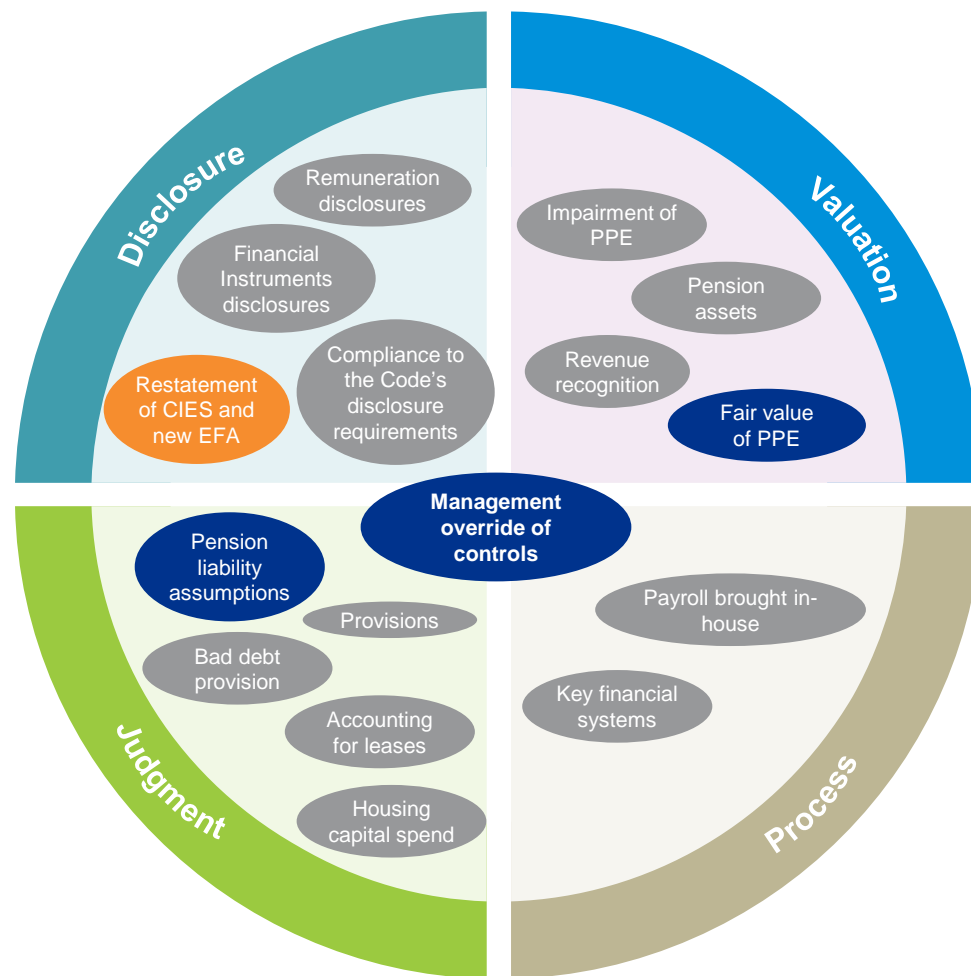 Disclosure
Remuneration
disclosures
Financial
Instruments
disclosures
Restatement
of CIES and
new EFA
Compliance to
the Code's
disclosure
requirements
Valuation
Impairment of
PPE
Pension
assets
Revenue
recognition
Fair value
of PPE
Management
override of
controls
Judgment
Pension
liability
assumptions
Provisions
Bad debt
provision
Accounting
for leases
Housing
capital spend
Process
Payroll brought in-
house
Key financial
systems